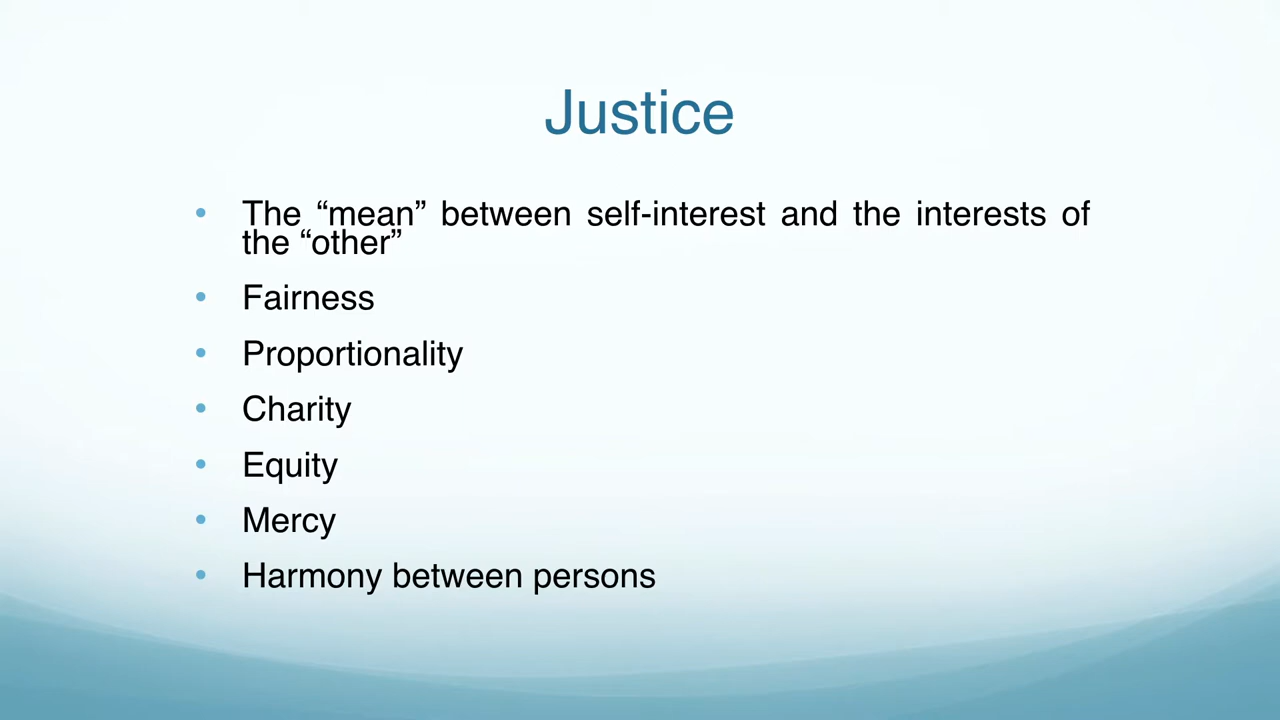 Justice
• The “mean” between self-interest and the interests of
the “other”
• Fairness
• Proportionality
• Charity
• Equity
• Mercy
• Harmony between persons